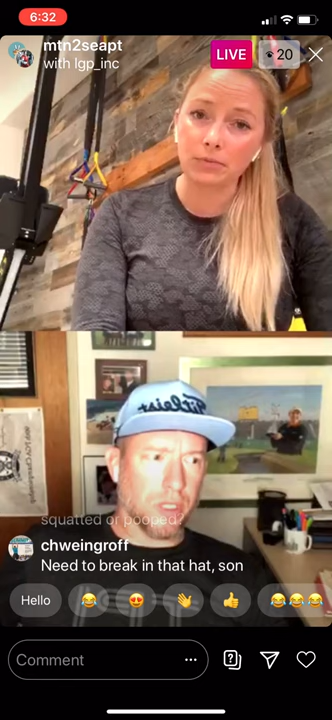 6:32
mtn2seapt
with lgp_inc
LIVE
20
Titleist
squatted or pooped?
chweingroff
Need to break in that hat, son
Hello
Comment